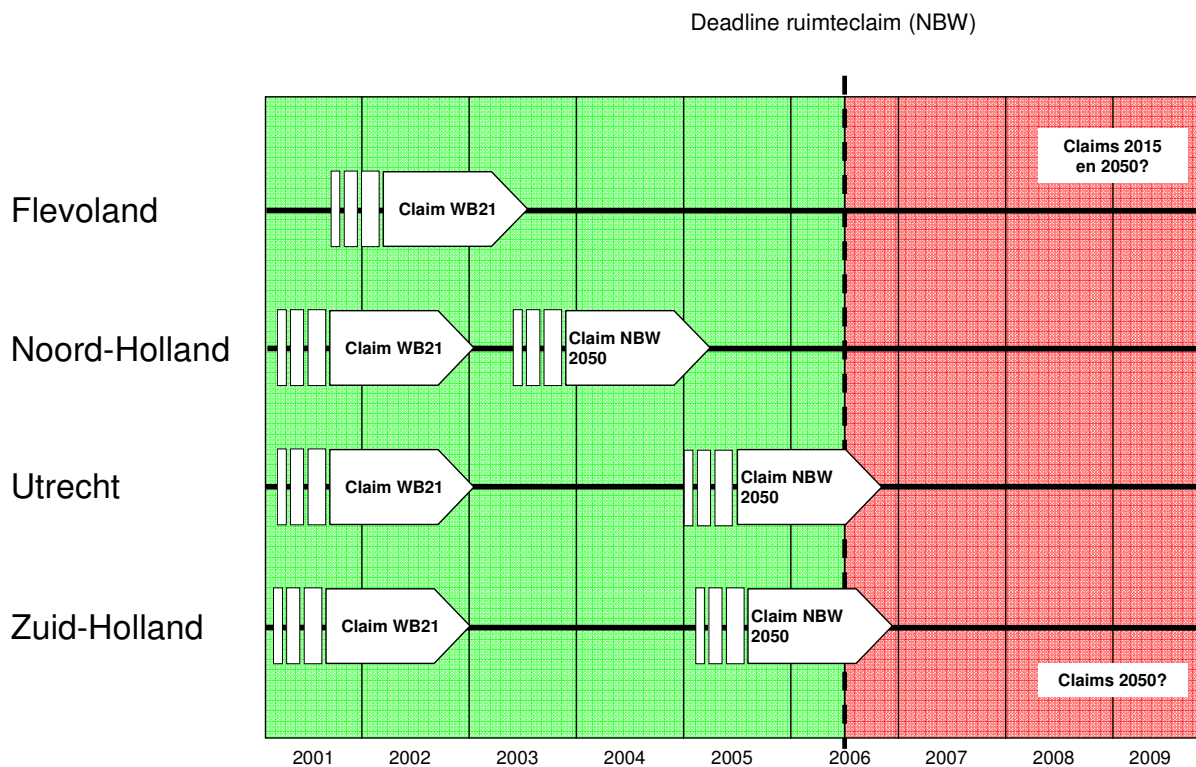 Deadline ruimteclaim (NBW)
Claims 2015
en 2050?
Flevoland
Claim WB21
Noord-Holland
Claim WB21
Claim NBW
2050
Utrecht
Claim WB21
Claim NBW
2050
Zuid-Holland
Claim WB21
Claim NBW
2050
Claims 2050?
2001 2002 2003 2004 2005 2006 2007 2008 2009